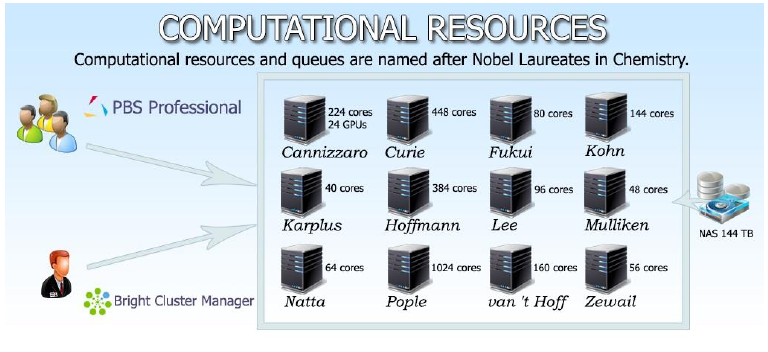 COMPUTATIONAL RESOURCES
Computational resources and queues are named after Nobel Laureates in Chemistry.
PBS Professional
224 cores
24 GPUs
Cannizzaro
448 cores
Curie
80 cores
Fukui
144 cores
Kohn
40 cores
Karplus
384 cores
Hoffmann
96 cores
Lee
48 cores
Mulliken
NAS 144 TB
Bright Cluster Manager
64 cores
Natta
1024 cores
Pople
160 cores
van 't Hoff
56 cores
Zewail